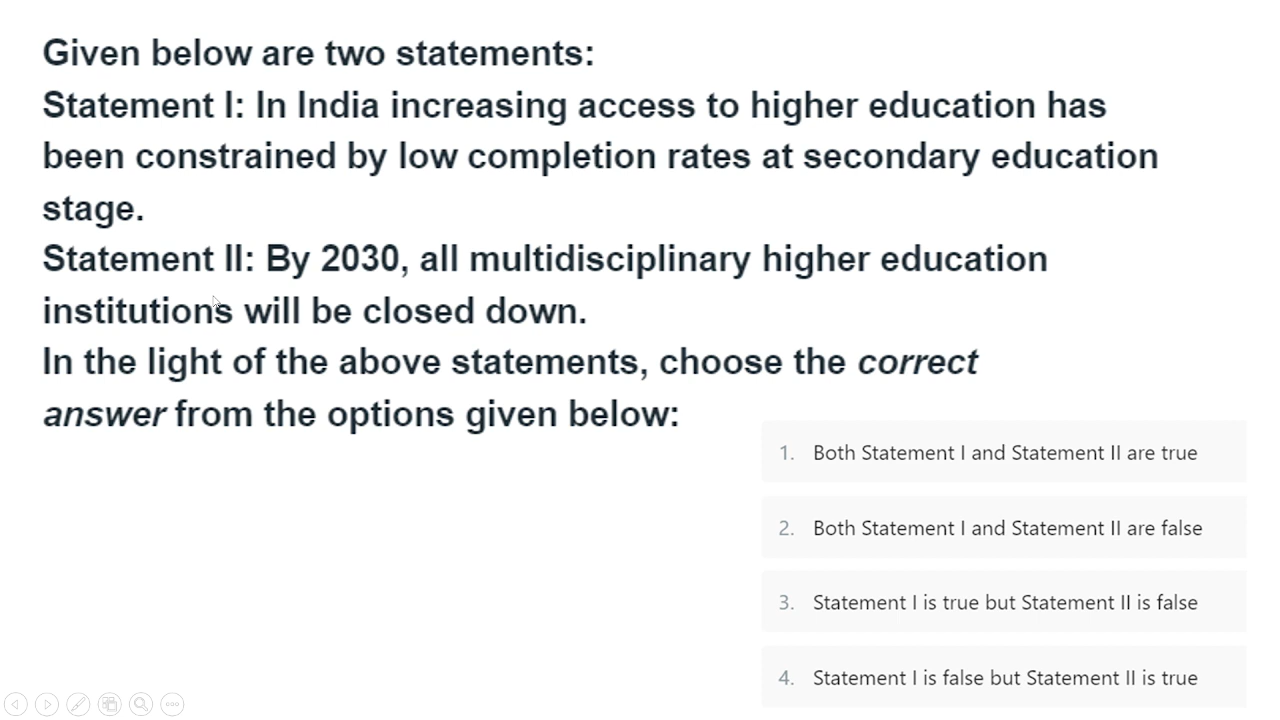 Given below are two statements:
Statement I: In India increasing access to higher education has
been constrained by low completion rates at secondary education
stage.
Statement II: By 2030, all multidisciplinary higher education
institutions will be closed down.
In the light of the above statements, choose the correct
answer from the options given below:
1. Both Statement I and Statement II are true
2. Both Statement I and Statement II are false
3. Statement I is true but Statement II is false
4. Statement I is false but Statement II is true